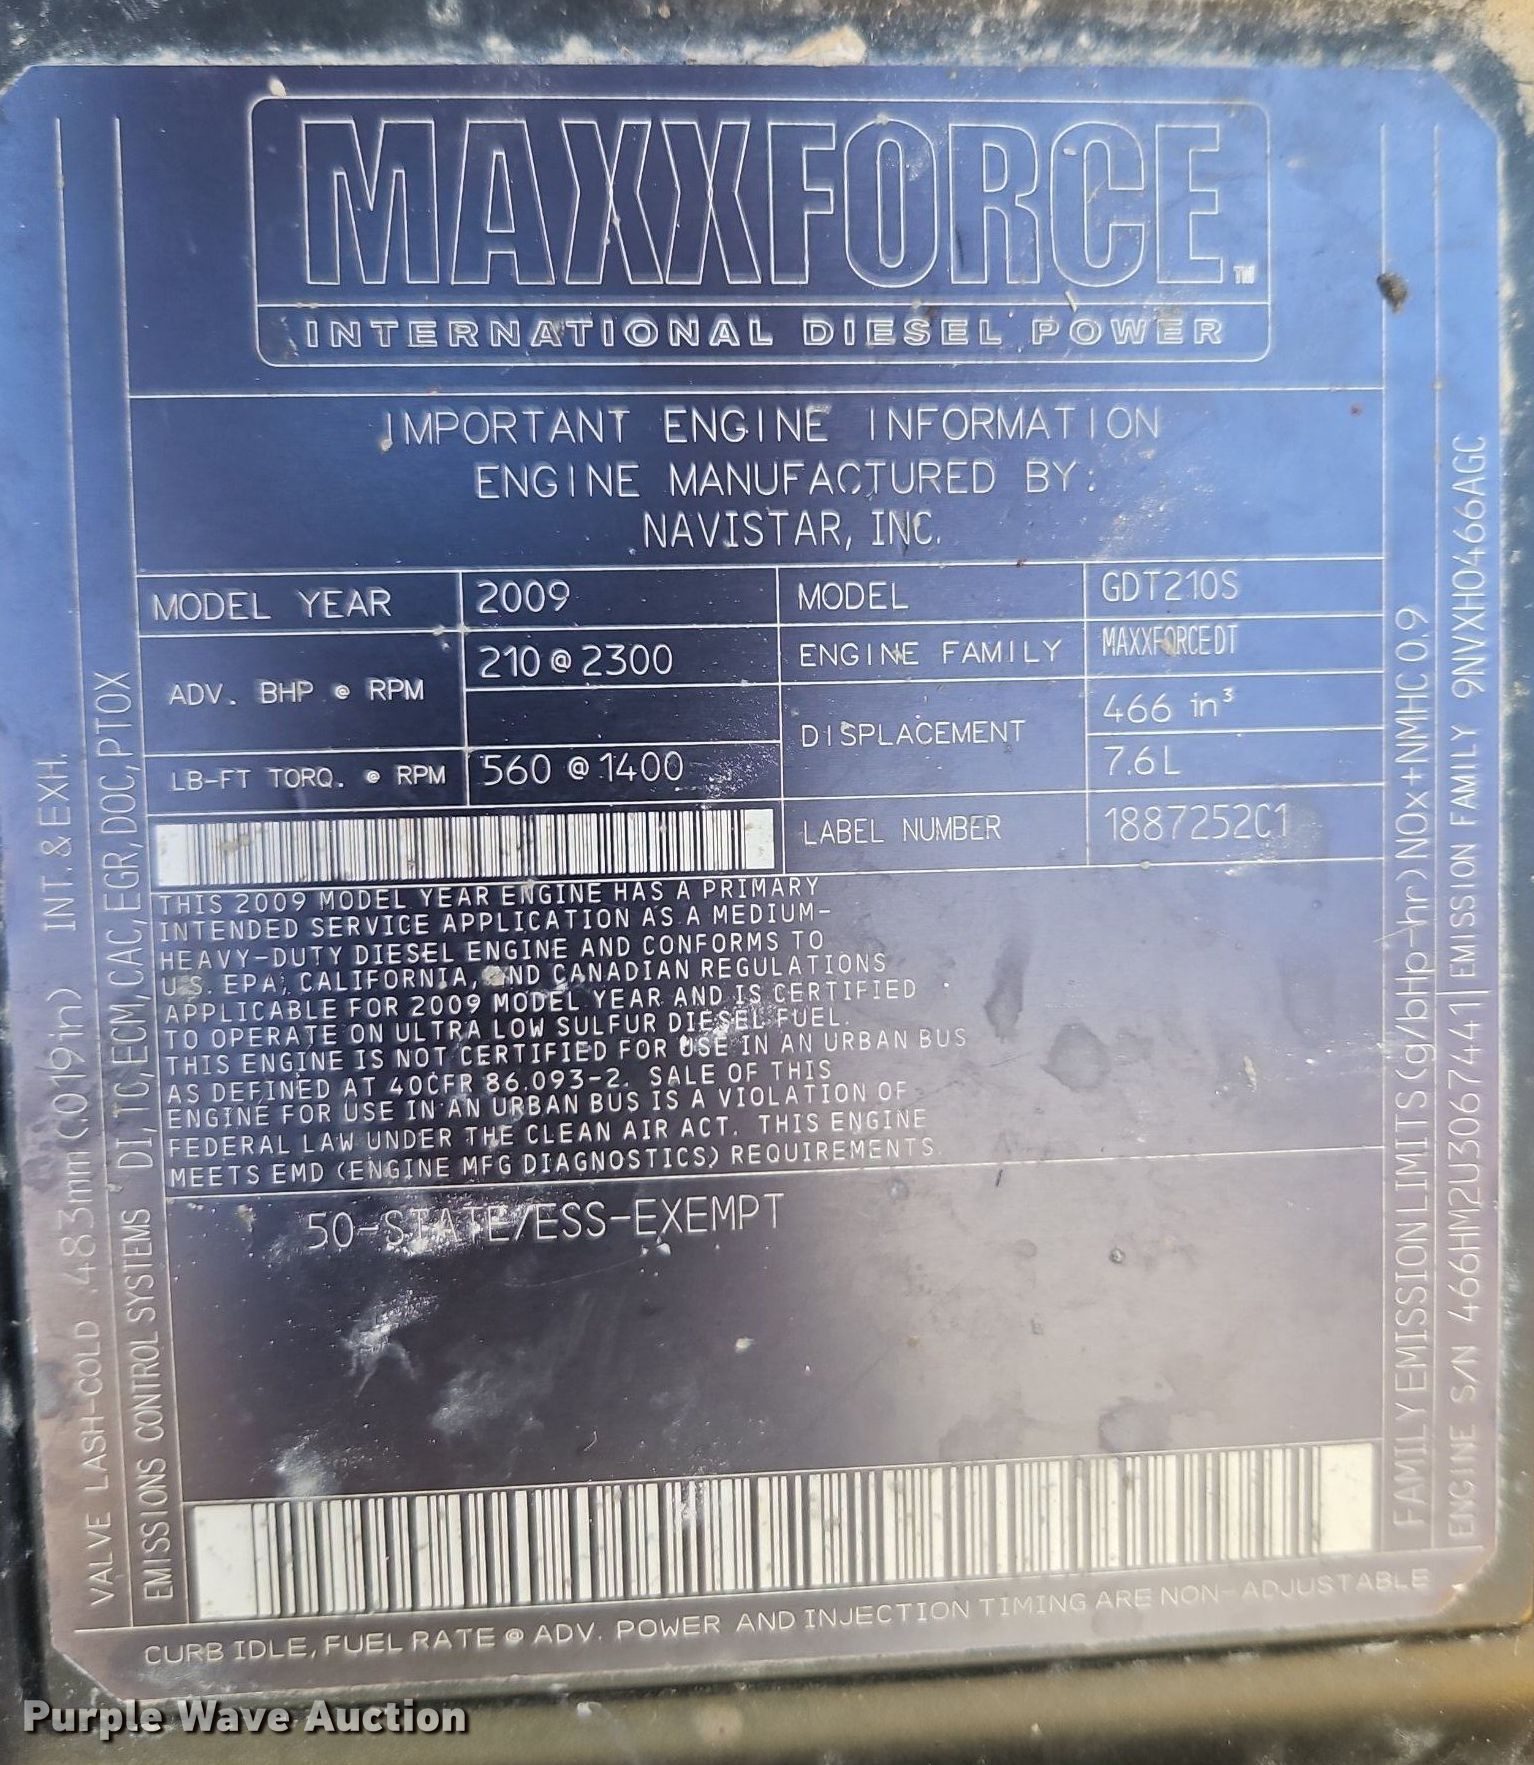 MAXXFORCE™
INTERNATIONAL DIESEL POWER
IMPORTANT ENGINE INFORMATION
ENGINE MANUFACTURED BY:
NAVISTAR, INC.
MODEL YEAR 2009
ADV. BHP @ RPM 210@2300
LB-FT TORQ. @ RPM 560@1400
MODEL GDT210S
ENGINE FAMILY MAXXFORCEDT
DISPLACEMENT 466 in³
7.6L
LABEL NUMBER 1887252C1
THIS 2009 MODEL YEAR ENGINE HAS A PRIMARY
INTENDED SERVICE APPLICATION AS A MEDIUM-
HEAVY-DUTY DIESEL ENGINE AND CONFORMS TO
U.S. EPA, CALIFORNIA, AND CANADIAN REGULATIONS
APPLICABLE FOR 2009 MODEL YEAR AND IS CERTIFIED
TO OPERATE ON ULTRA LOW SULFUR DIESEL FUEL.
THIS ENGINE IS NOT CERTIFIED FOR USE IN AN URBAN BUS
AS DEFINED AT 40CFR 86.093-2. SALE OF THIS
ENGINE FOR USE IN AN URBAN BUS IS A VIOLATION OF
FEDERAL LAW UNDER THE CLEAN AIR ACT. THIS ENGINE
MEETS EMD (ENGINE MFG DIAGNOSTICS) REQUIREMENTS.
50-STATE/ESS-EXEMPT
CURB IDLE, FUEL RATE @ ADV. POWER AND INJECTION TIMING ARE NON-ADJUSTABLE
VALVE LASH-COLD .483mm (.019in) INT. & EXH.
EMISSIONS CONTROL SYSTEMS DI, TC, ECM, CAC, EGR, DOC, PTOX
FAMILY EMISSION LIMITS (g/bHp-hr) NOx+NMHC 0.9
ENGINE S/N 466HM2U3067441 EMISSION FAMILY 9NVXH0466AGC
Purple Wave Auction